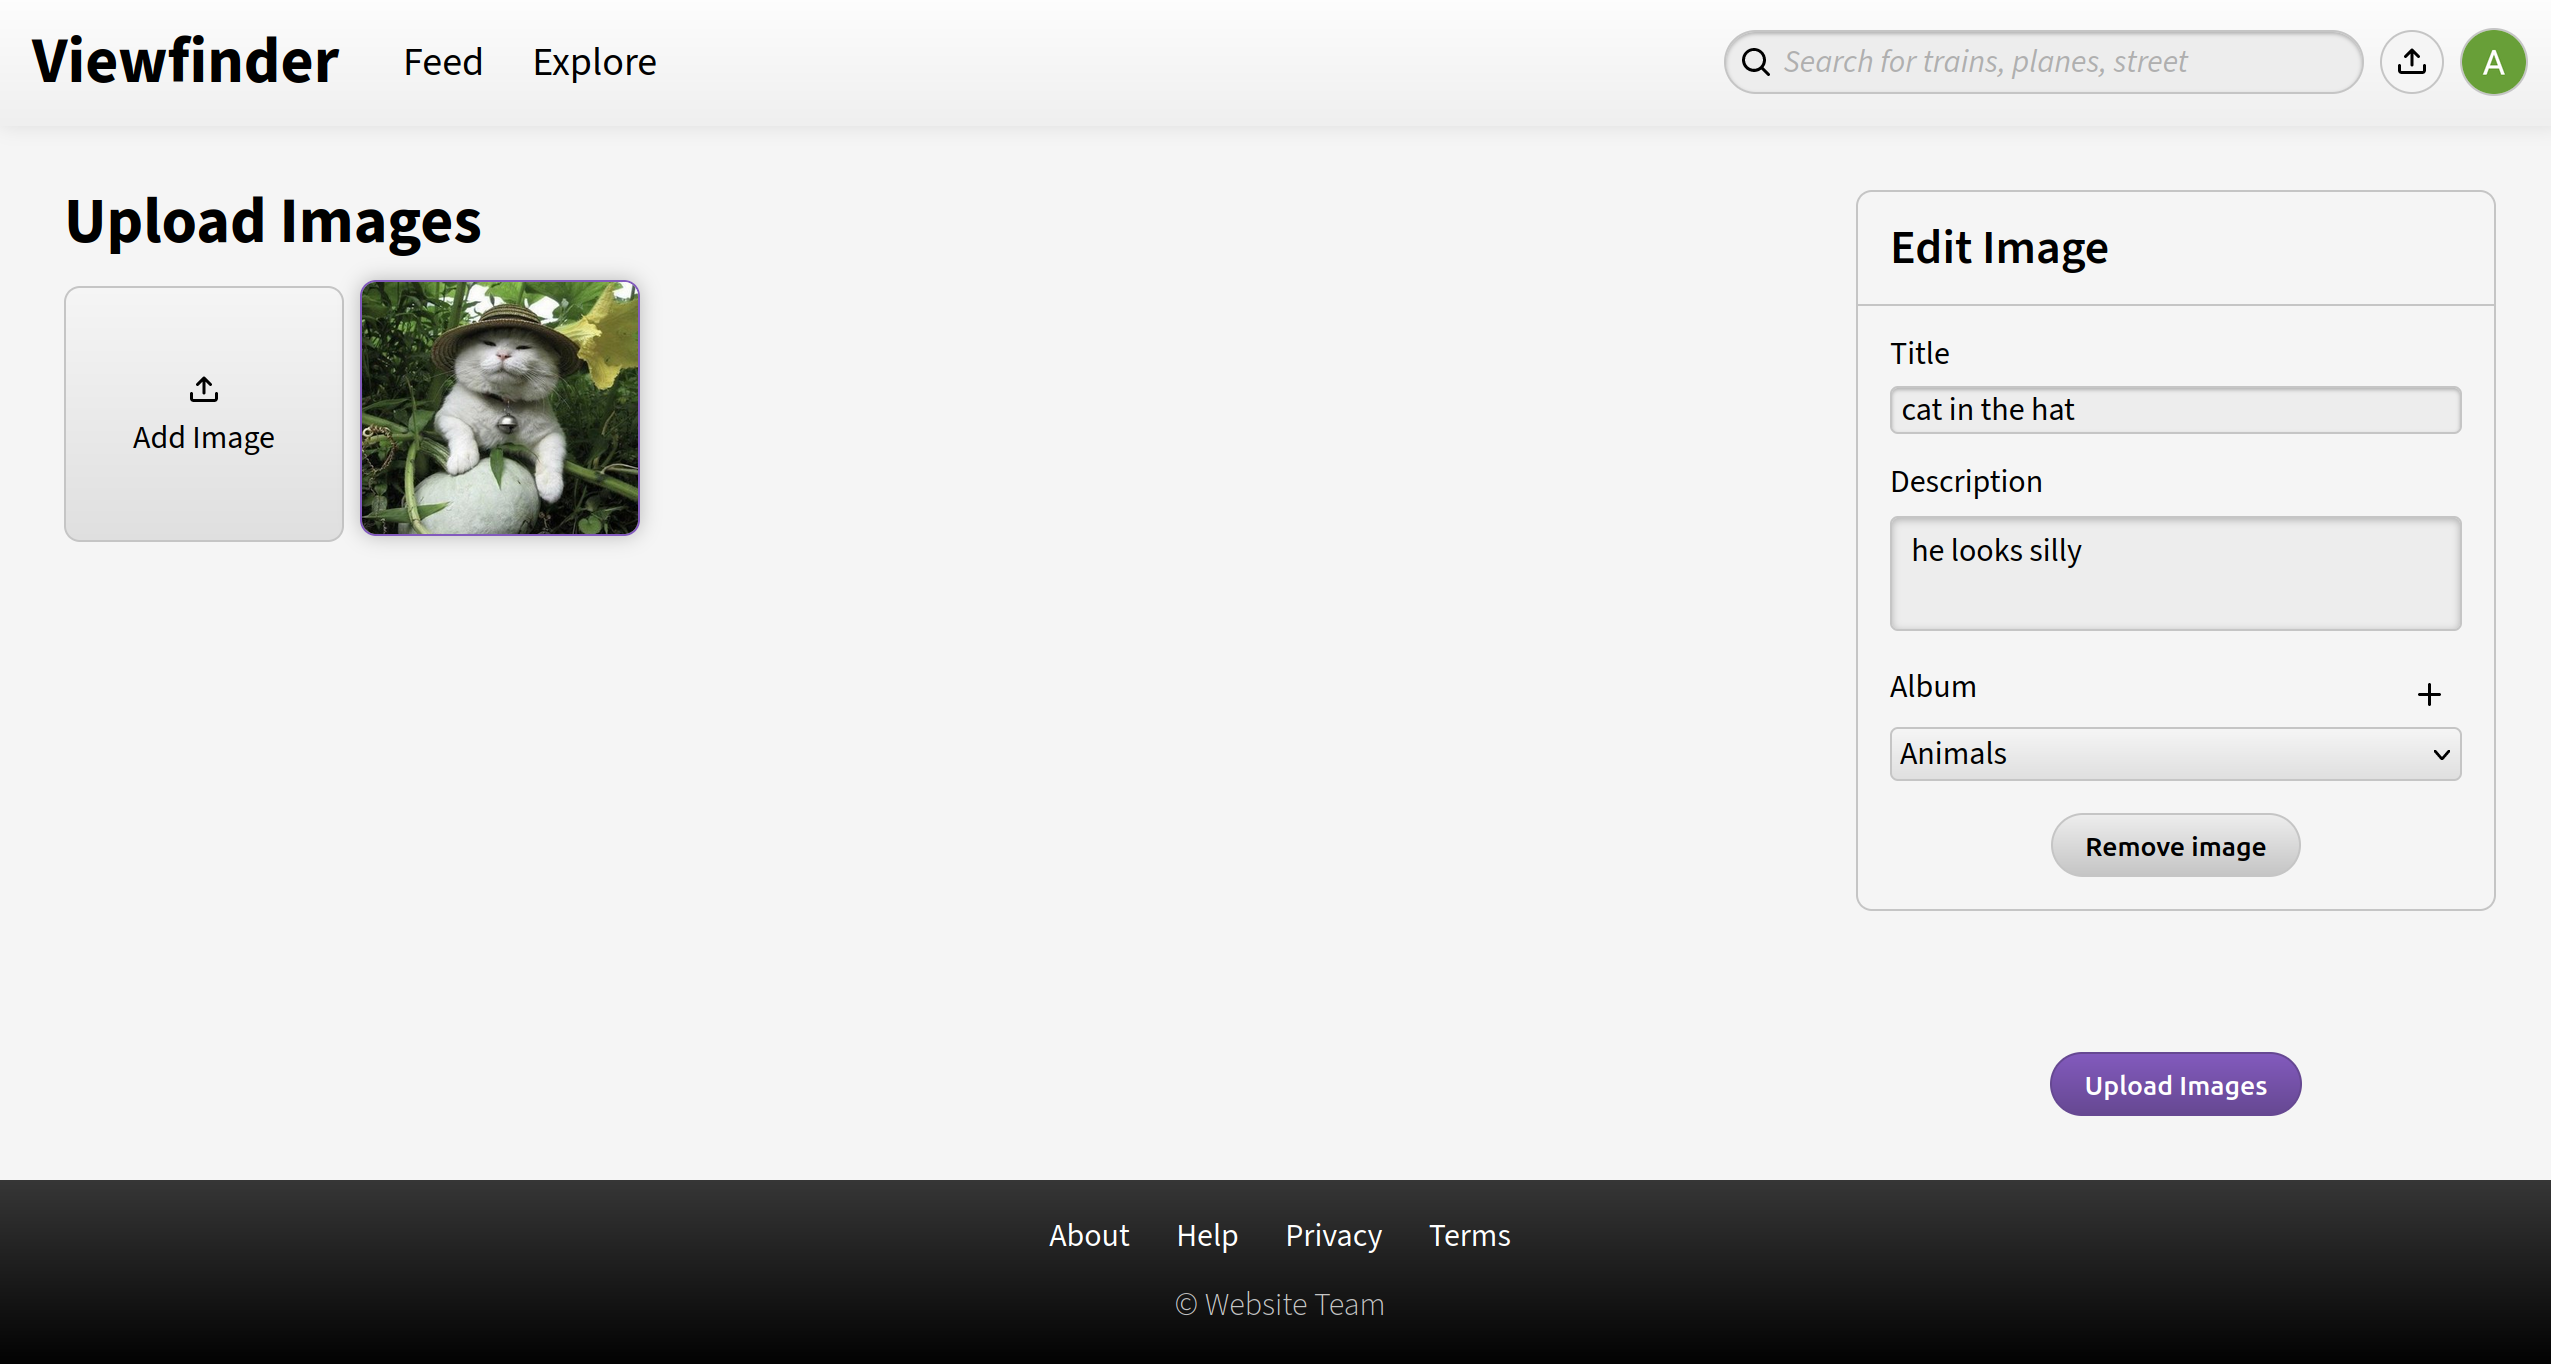 Viewfinder Feed Explore Search for trains, planes, street A
Upload Images
Add Image
Edit Image
Title
cat in the hat
Description
he looks silly
Album
Animals
Remove image
Upload Images
About Help Privacy Terms
© Website Team